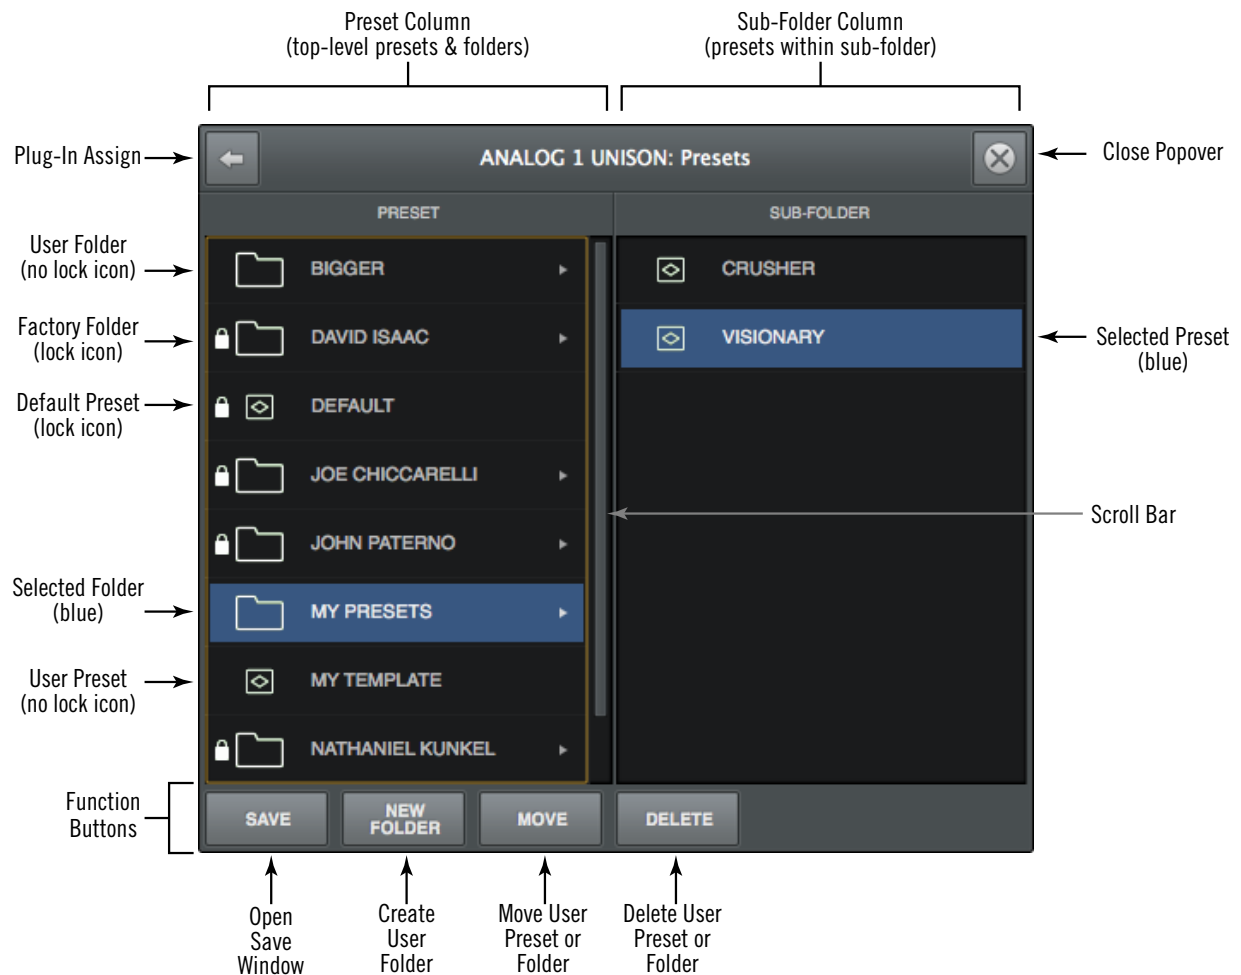 Preset Column
(top-level presets & folders)
Sub-Folder Column
(presets within sub-folder)
Plug-In Assign
ANALOG 1 UNISON: Presets
Close Popover
PRESET
SUB-FOLDER
User Folder
(no lock icon)
BIGGER
CRUSHER
Factory Folder
(lock icon)
DAVID ISAAC
VISIONARY
Selected Preset
(blue)
Default Preset
(lock icon)
DEFAULT
JOE CHICCARELLI
Scroll Bar
JOHN PATERNO
Selected Folder
(blue)
MY PRESETS
User Preset
(no lock icon)
MY TEMPLATE
NATHANIEL KUNKEL
Function
Buttons
SAVE
NEW
FOLDER
MOVE
DELETE
Open
Save
Window
Create
User
Folder
Move User
Preset or
Folder
Delete User
Preset or
Folder